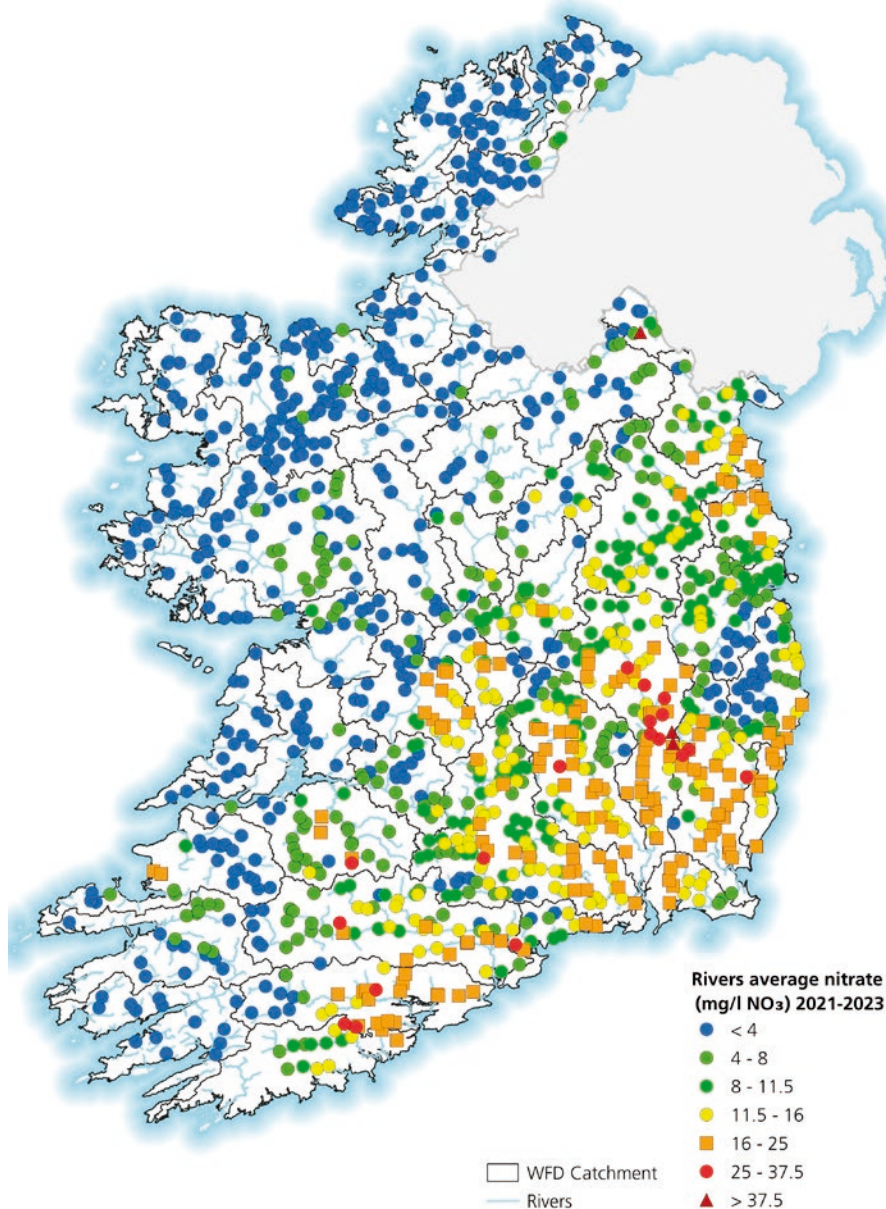 Rivers average nitrate
(mg/l NO₃) 2021-2023
< 4
4 - 8
8 - 11.5
11.5 - 16
16 - 25
25 - 37.5
> 37.5
WFD Catchment
Rivers